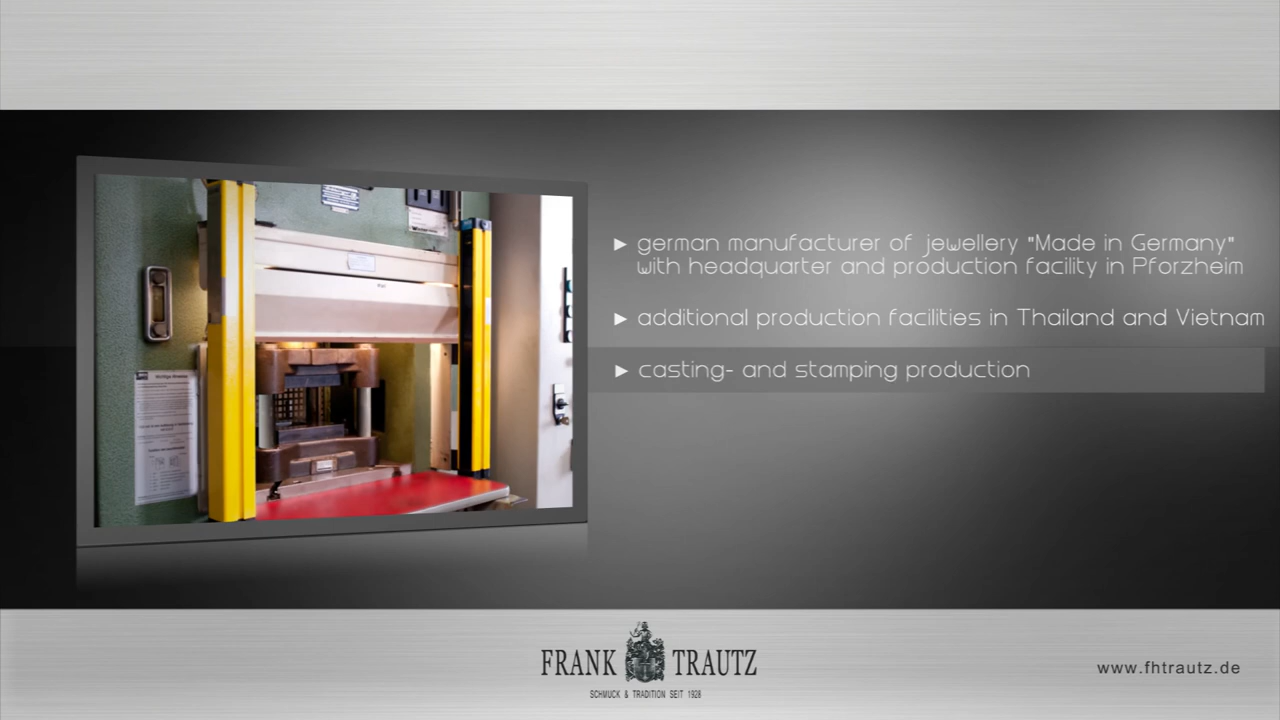 ► german manufacturer of jewellery "Made in Germany"
with headquarter and production facility in Pforzheim
► additional production facilities in Thailand and Vietnam
► casting- and stamping production
FRANK TRAUTZ
SCHMUCK & TRADITION SEIT 1928
www.fhtrautz.de